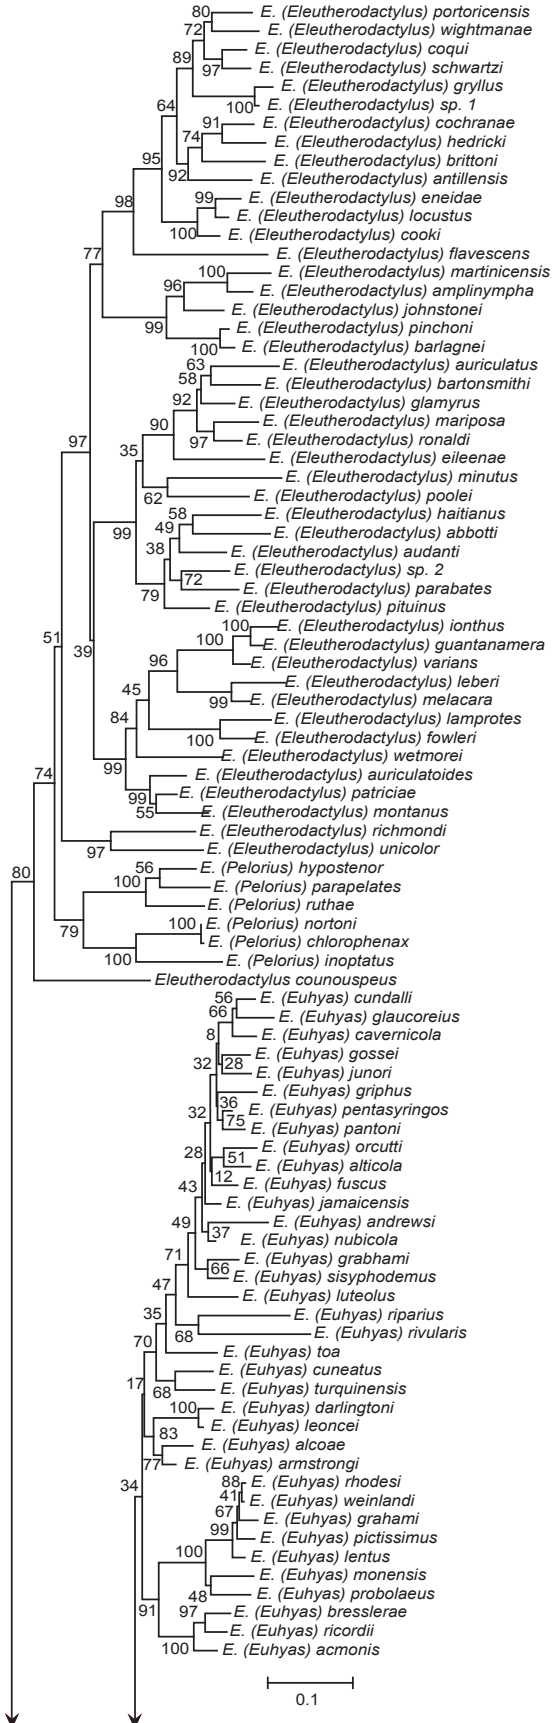 80 E. (Eleutherodactylus) portoricensis
72 E. (Eleutherodactylus) wightmanae
E. (Eleutherodactylus) coqui
89
97 E. (Eleutherodactylus) schwartzi
E. (Eleutherodactylus) gryllus
64 100 E. (Eleutherodactylus) sp. 1
91 E. (Eleutherodactylus) cochranae
74 E. (Eleutherodactylus) hedricki
95 E. (Eleutherodactylus) brittoni
92 E. (Eleutherodactylus) antillensis
98 99 E. (Eleutherodactylus) eneidae
E. (Eleutherodactylus) locustus
100 E. (Eleutherodactylus) cooki
77 E. (Eleutherodactylus) flavescens
100 E. (Eleutherodactylus) martinicensis
96 E. (Eleutherodactylus) amplinympha
E. (Eleutherodactylus) johnstonei
99 E. (Eleutherodactylus) pinchoni
100 E. (Eleutherodactylus) barlagnei
63 E. (Eleutherodactylus) auriculatus
58 E. (Eleutherodactylus) bartonsmithi
92 E. (Eleutherodactylus) glamyrus
90 E. (Eleutherodactylus) mariposa
97 97 E. (Eleutherodactylus) ronaldi
35 E. (Eleutherodactylus) eileenae
E. (Eleutherodactylus) minutus
62 E. (Eleutherodactylus) poolei
58 E. (Eleutherodactylus) haitianus
99 49 E. (Eleutherodactylus) abbotti
38 E. (Eleutherodactylus) audanti
E. (Eleutherodactylus) sp. 2
72
79 E. (Eleutherodactylus) parabates
E. (Eleutherodactylus) pituinus
51 100 E. (Eleutherodactylus) ionthus
39 100 E. (Eleutherodactylus) guantanamera
96 E. (Eleutherodactylus) varians
45 E. (Eleutherodactylus) leberi
99 E. (Eleutherodactylus) melacara
84 E. (Eleutherodactylus) lamprotes
100 E. (Eleutherodactylus) fowleri
E. (Eleutherodactylus) wetmorei
74 99 E. (Eleutherodactylus) auriculatoides
99 E. (Eleutherodactylus) patriciae
55 E. (Eleutherodactylus) montanus
E. (Eleutherodactylus) richmondi
97 E. (Eleutherodactylus) unicolor
80 56 E. (Pelorius) hypostenor
100 E. (Pelorius) parapelates
E. (Pelorius) ruthae
79 100 E. (Pelorius) nortoni
E. (Pelorius) chlorophenax
100 E. (Pelorius) inoptatus
Eleutherodactylus counouspeus
56 E. (Euhyas) cundalli
66 E. (Euhyas) glaucoreius
8 E. (Euhyas) cavernicola
E. (Euhyas) gossei
32 28
E. (Euhyas) junori
E. (Euhyas) griphus
32 36 E. (Euhyas) pentasyringos
75
E. (Euhyas) pantoni
28 E. (Euhyas) orcutti
51
E. (Euhyas) alticola
43 12 E. (Euhyas) fuscus
E. (Euhyas) jamaicensis
49 E. (Euhyas) andrewsi
37
E. (Euhyas) nubicola
71 E. (Euhyas) grabhami
66
E. (Euhyas) sisyphodemus
47 E. (Euhyas) luteolus
35 E. (Euhyas) riparius
68 E. (Euhyas) rivularis
70 E. (Euhyas) toa
E. (Euhyas) cuneatus
17 68 E. (Euhyas) turquinensis
100 E. (Euhyas) darlingtoni
E. (Euhyas) leoncei
83
E. (Euhyas) alcoae
77 E. (Euhyas) armstrongi
34 88 E. (Euhyas) rhodesi
41 E. (Euhyas) weinlandi
67 E. (Euhyas) grahami
99 E. (Euhyas) pictissimus
100 E. (Euhyas) lentus
E. (Euhyas) monensis
48 E. (Euhyas) probolaeus
91 97 E. (Euhyas) bresslerae
E. (Euhyas) ricordii
100 E. (Euhyas) acmonis
0.1